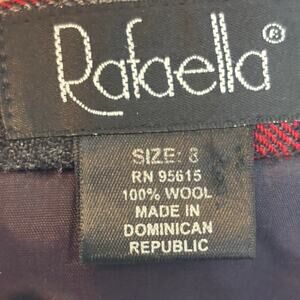 Rafaella®
SIZE: 8
RN 95615
100% WOOL
MADE IN
DOMINICAN
REPUBLIC